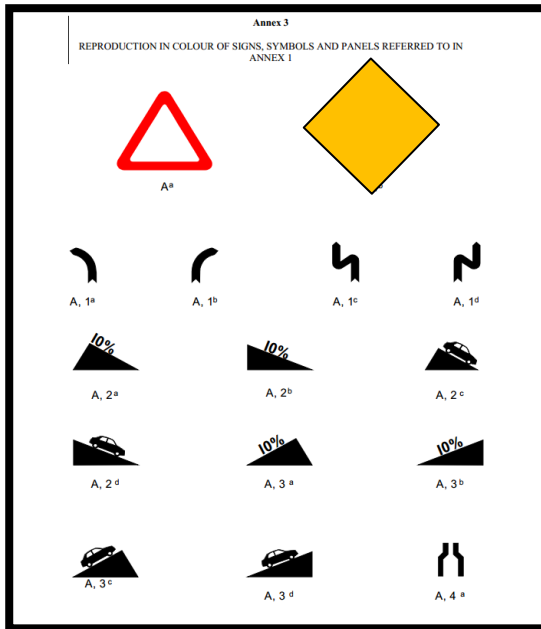 Annex 3
REPRODUCTION IN COLOUR OF SIGNS, SYMBOLS AND PANELS REFERRED TO IN
ANNEX 1
Aᵃ
A, 1ᵃ A, 1ᵇ A, 1ᶜ A, 1ᵈ
10% 10%
A, 2ᵃ A, 2ᵇ A, 2ᶜ
10% 10%
A, 2ᵈ A, 3ᵃ A, 3ᵇ
A, 3ᶜ A, 3ᵈ A, 4ᵃ